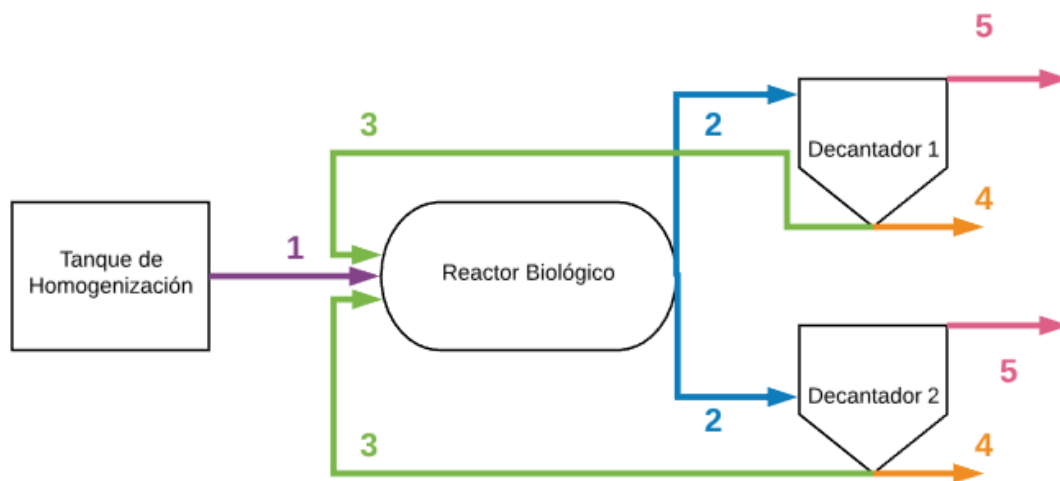 5
3
2
Decantador 1
4
1
Tanque de
Homogenización
Reactor Biológico
5
Decantador 2
2
3
4